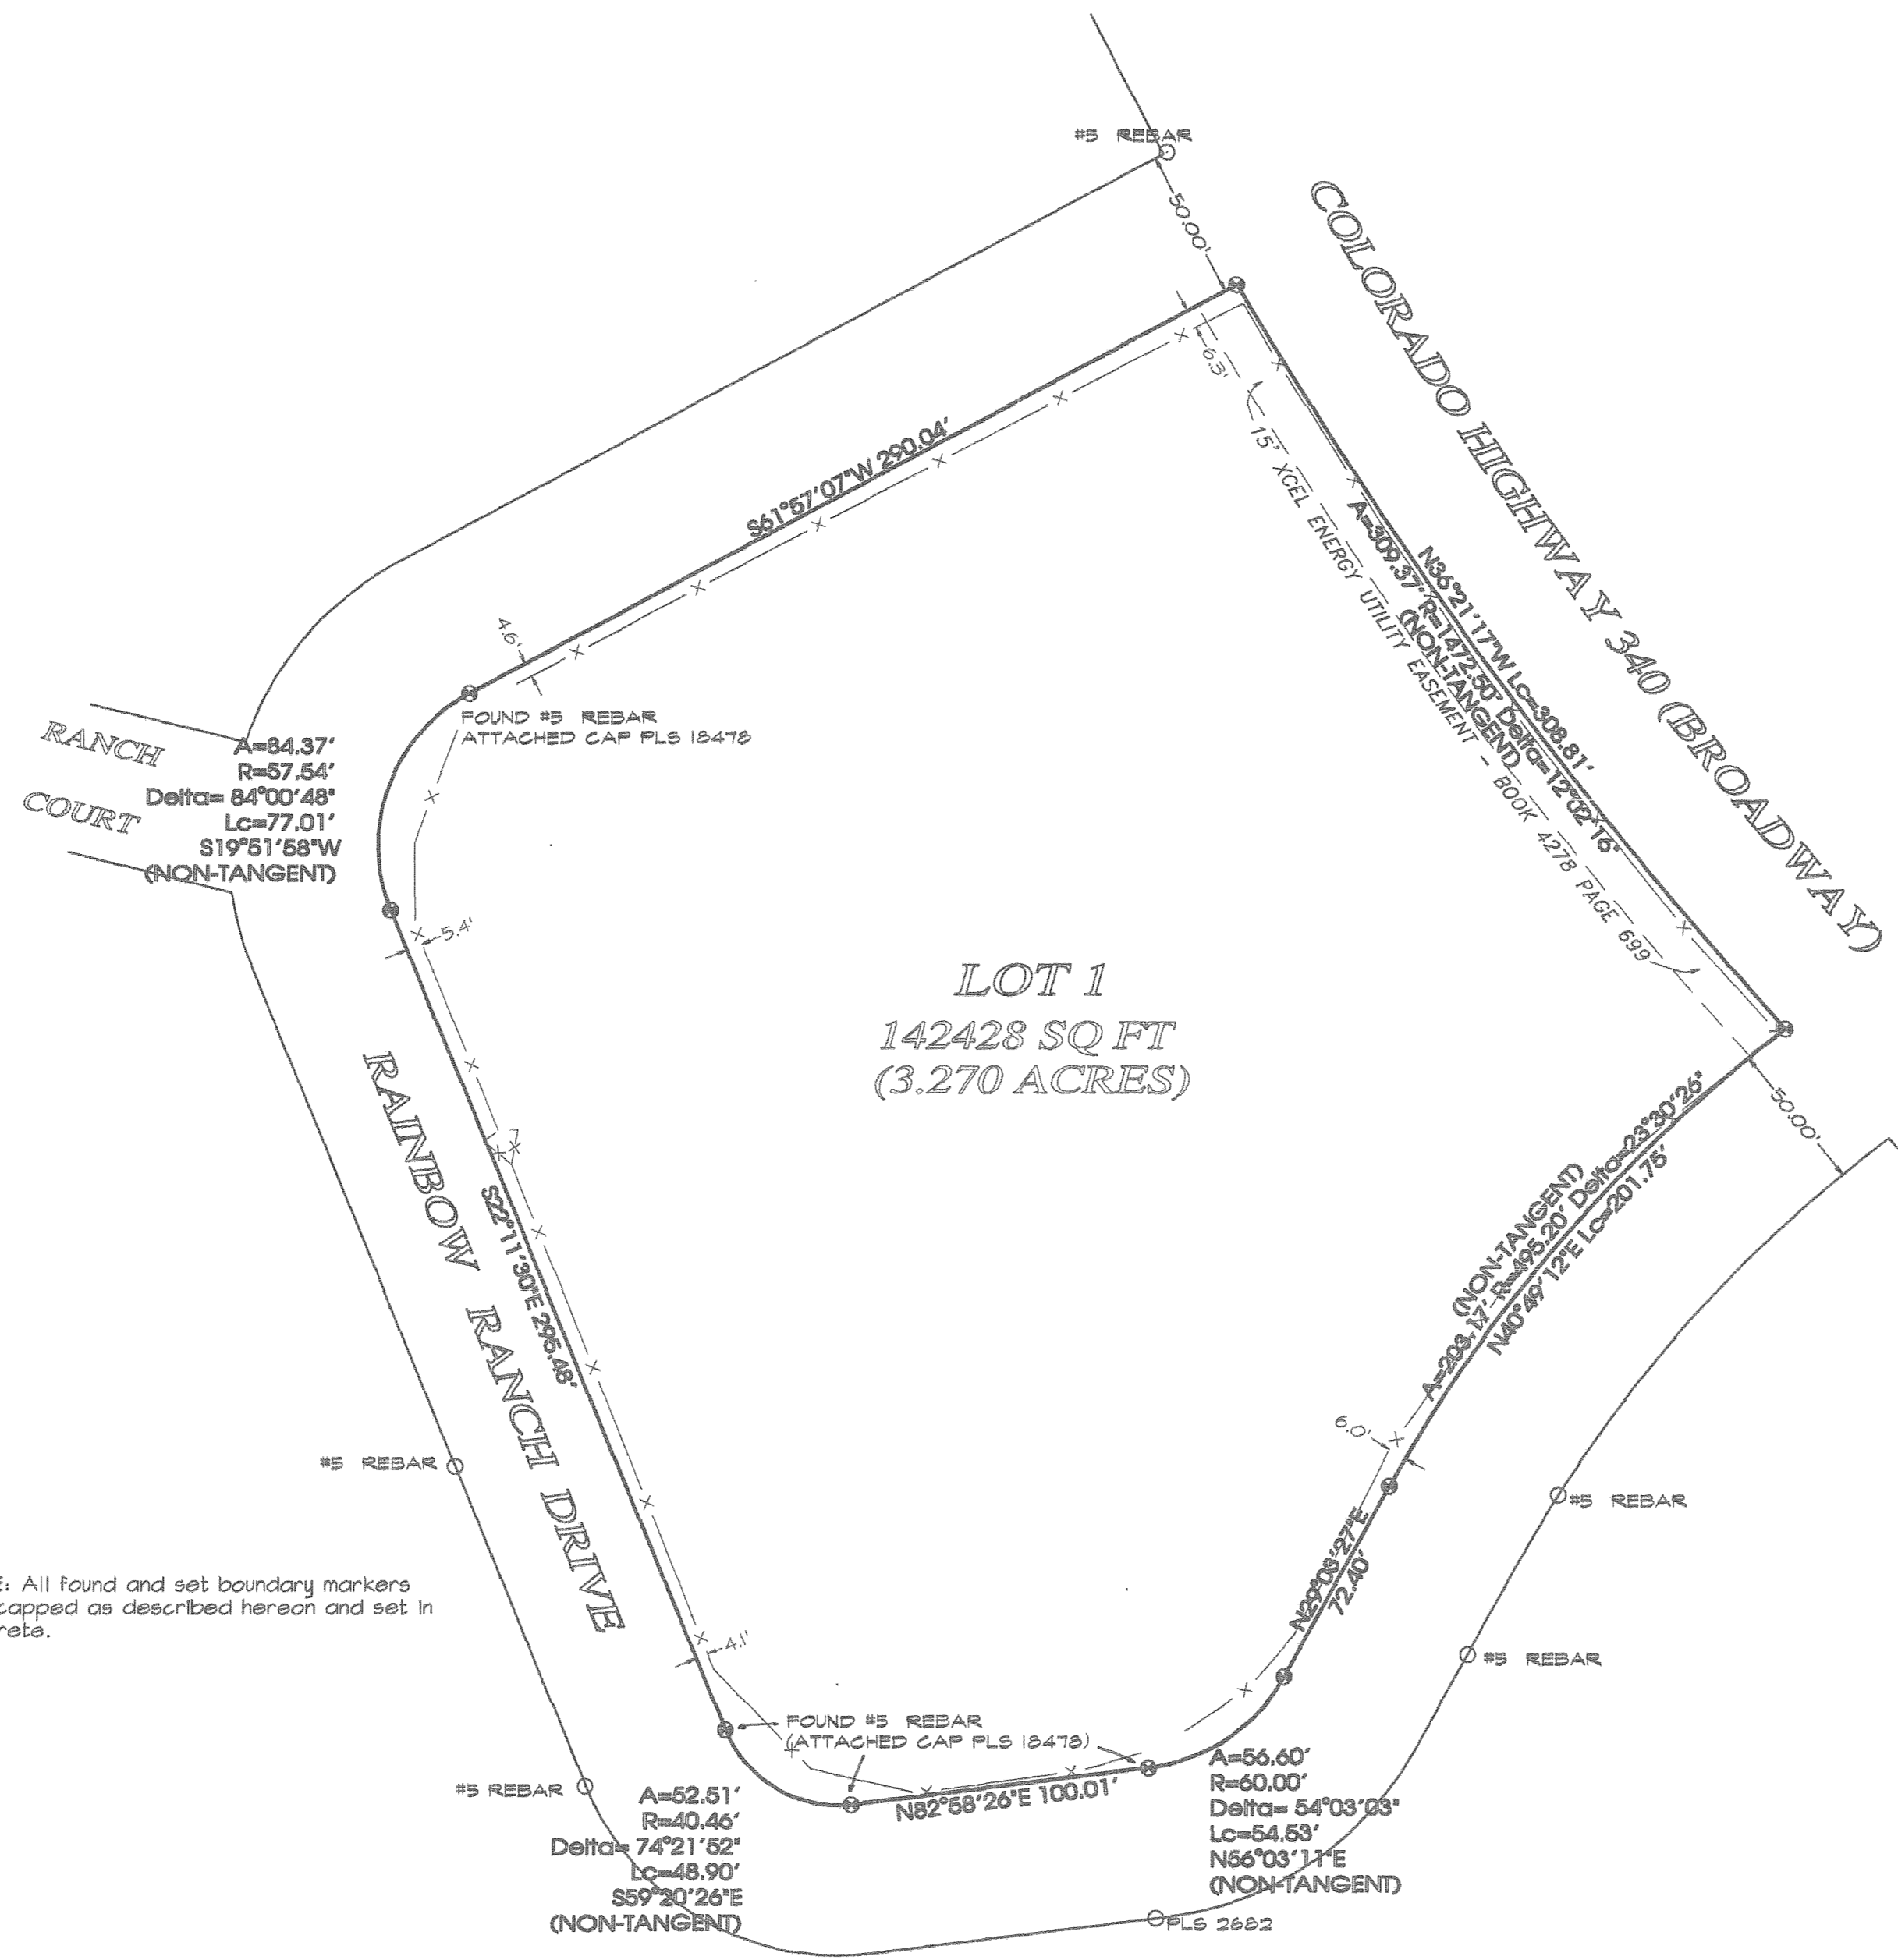 #5 REBAR
50.00'
COLORADO HIGHWAY 340 (BROADWAY)
6.3'
15' XCEL ENERGY UTILITY EASEMENT - BOOK 4278 PAGE 699
S61°57'07"W 290.04'
N36°21'17"W Lc=308.81'
A=309.37' R=1472.50' Delta=12°02'16"
(NON-TANGENT)
4.6'
FOUND #5 REBAR
ATTACHED CAP PLS 18478
RANCH
COURT
A=84.37'
R=57.54'
Delta= 84°00'48"
Lc=77.01'
S19°51'58"W
(NON-TANGENT)
5.4'
LOT 1
142428 SQ FT
(3.270 ACRES)
50.00'
RAINBOW RANCH DRIVE
S22°11'30"E 295.48'
(NON-TANGENT)
A=203.17' R=495.20' Delta=23°30'26"
N40°49'12"E Lc=201.75'
6.0'
#5 REBAR
#5 REBAR
N29°03'27"E
72.40'
: All found and set boundary markers
capped as described hereon and set in
rete.
#5 REBAR
4.1'
FOUND #5 REBAR
(ATTACHED CAP PLS 18478)
#5 REBAR
A=52.51'
R=40.46'
Delta= 74°21'52"
Lc=48.90'
S59°20'26"E
(NON-TANGENT)
N82°58'26"E 100.01'
A=56.60'
R=60.00'
Delta= 54°03'03"
Lc=54.53'
N56°03'11"E
(NON-TANGENT)
PLS 2682